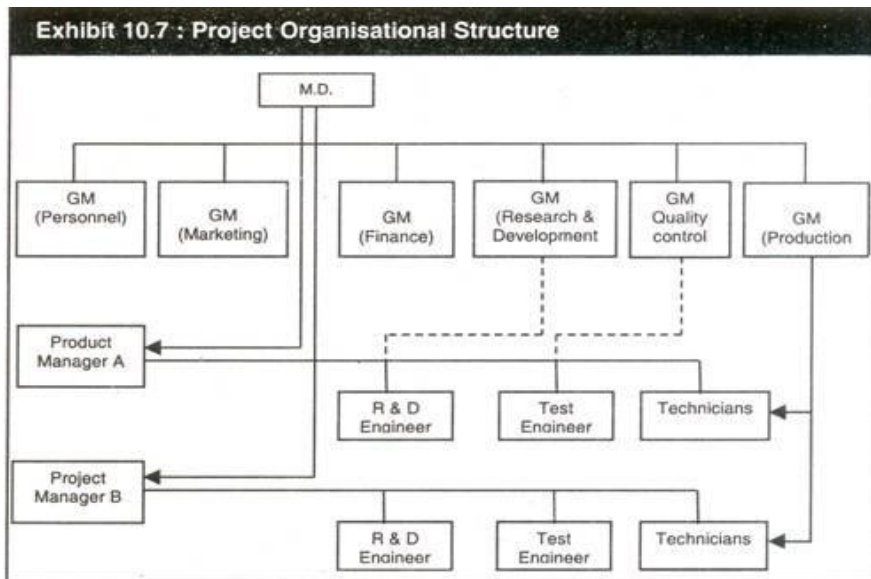 Exhibit 10.7 : Project Organisational Structure
M.D.
GM
(Personnel)
GM
(Marketing)
GM
(Finance)
GM
(Research &
Development
GM
Quality
control
GM
(Production
Product
Manager A
R & D
Engineer
Test
Engineer
Technicians
Project
Manager B
R & D
Engineer
Test
Engineer
Technicians